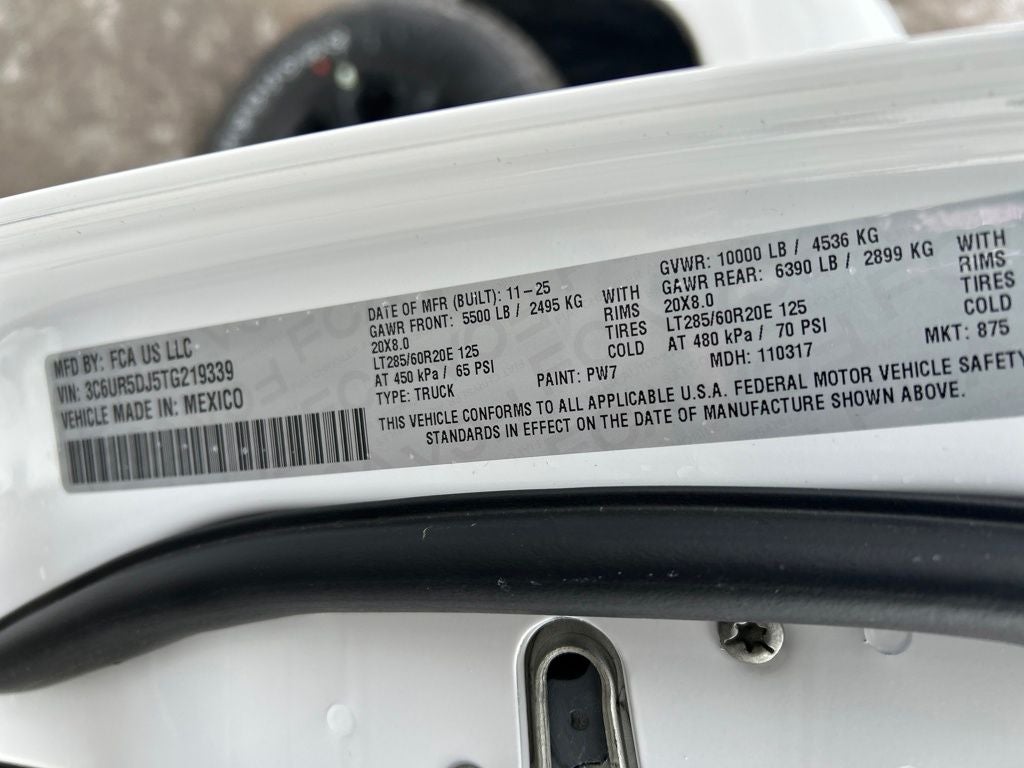 MFD BY: FCA US LLC
VIN: 3C6UR5DJ5TG219339
VEHICLE MADE IN: MEXICO
DATE OF MFR (BUILT): 11-25
GAWR FRONT: 5500 LB / 2495 KG WITH
20X8.0 RIMS
LT285/60R20E 125 TIRES
AT 450 kPa / 65 PSI COLD
TYPE: TRUCK
GVWR: 10000 LB / 4536 KG
GAWR REAR: 6390 LB / 2899 KG WITH
20X8.0 RIMS
LT285/60R20E 125 TIRES
AT 480 kPa / 70 PSI COLD
PAINT: PW7 MDH: 110317 MKT: 875
THIS VEHICLE CONFORMS TO ALL APPLICABLE U.S.A. FEDERAL MOTOR VEHICLE SAFETY
STANDARDS IN EFFECT ON THE DATE OF MANUFACTURE SHOWN ABOVE.